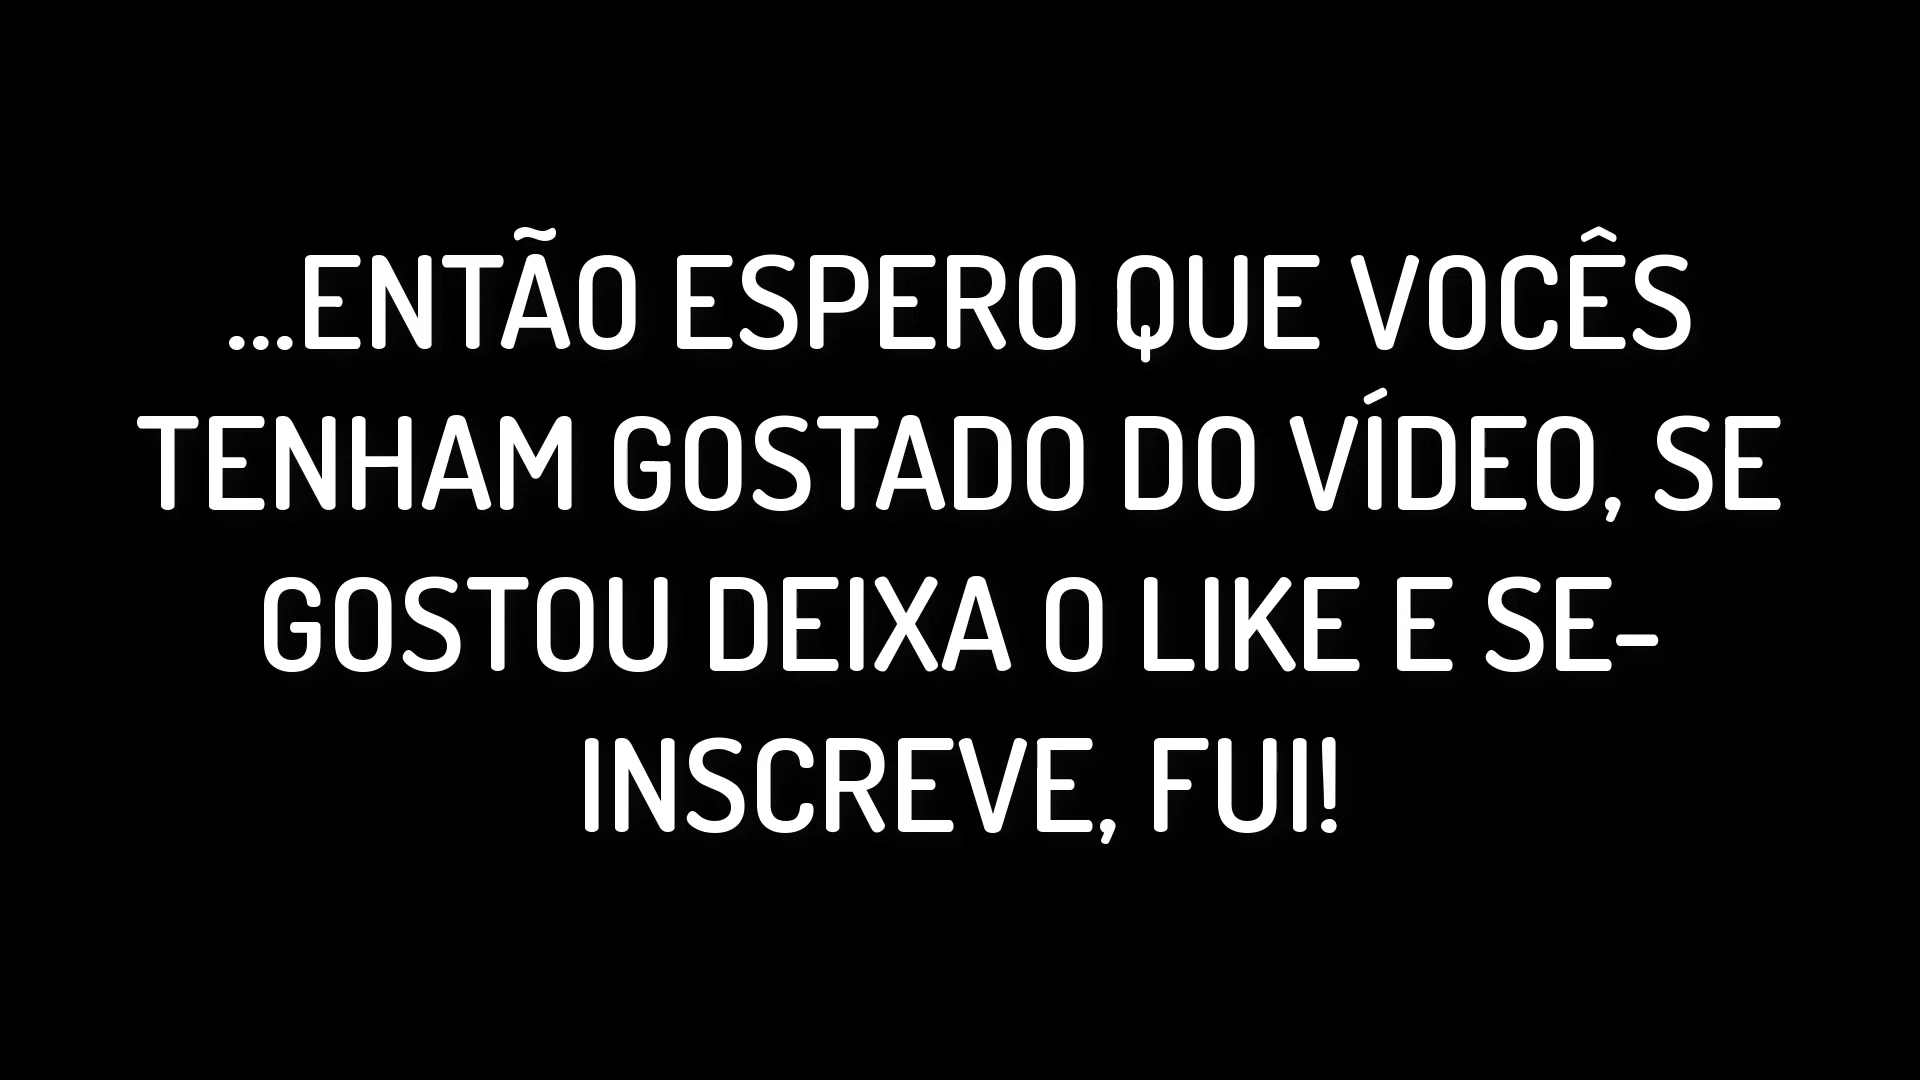 ...ENTÃO ESPERO QUE VOCÊS
TENHAM GOSTADO DO VÍDEO, SE
GOSTOU DEIXA O LIKE E SE-
INSCREVE, FUI!